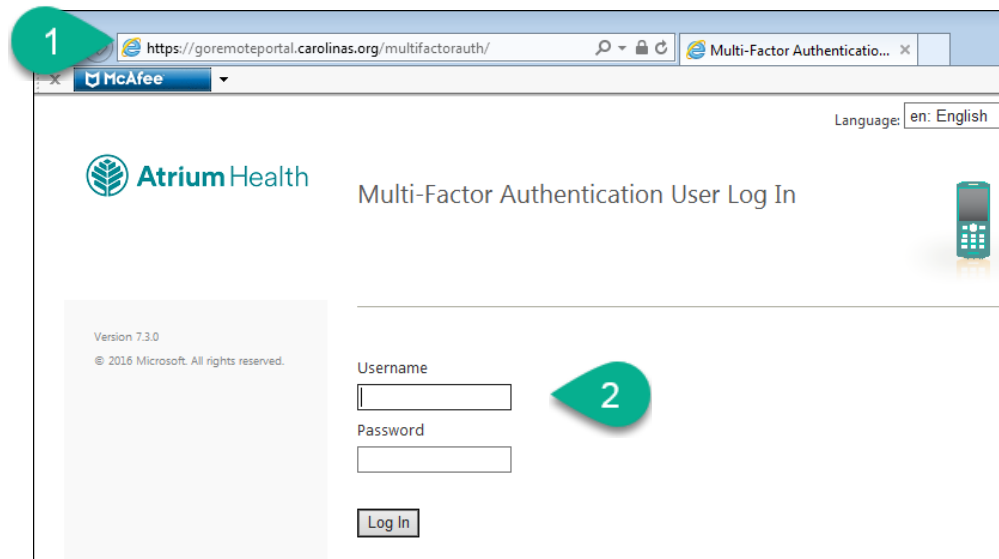 1
https://goremoteportal.carolinas.org/multifactorauth/
Multi-Factor Authenticatio...
x McAfee
Language: en: English
Atrium Health
Multi-Factor Authentication User Log In
Version 7.3.0
© 2016 Microsoft. All rights reserved.
Username
2
Password
Log In